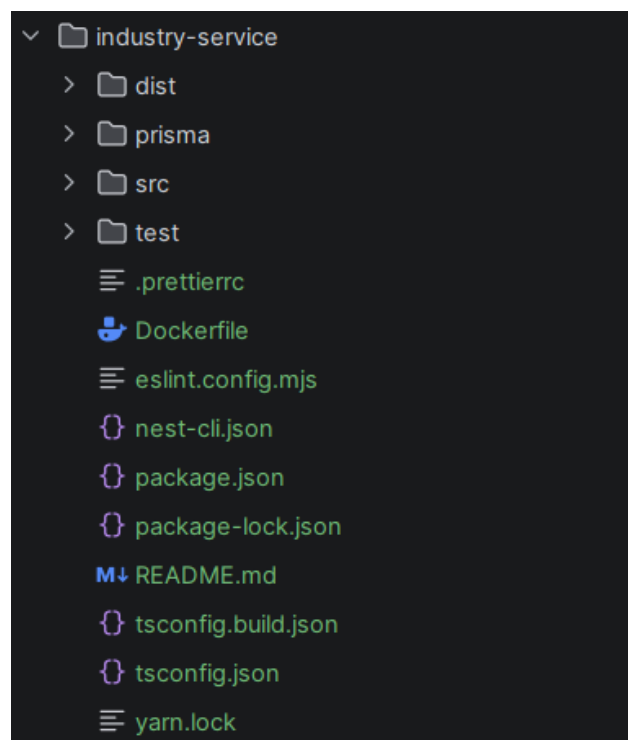 industry-service
dist
prisma
src
test
.prettierrc
Dockerfile
eslint.config.mjs
{} nest-cli.json
{} package.json
{} package-lock.json
M↓ README.md
{} tsconfig.build.json
{} tsconfig.json
yarn.lock